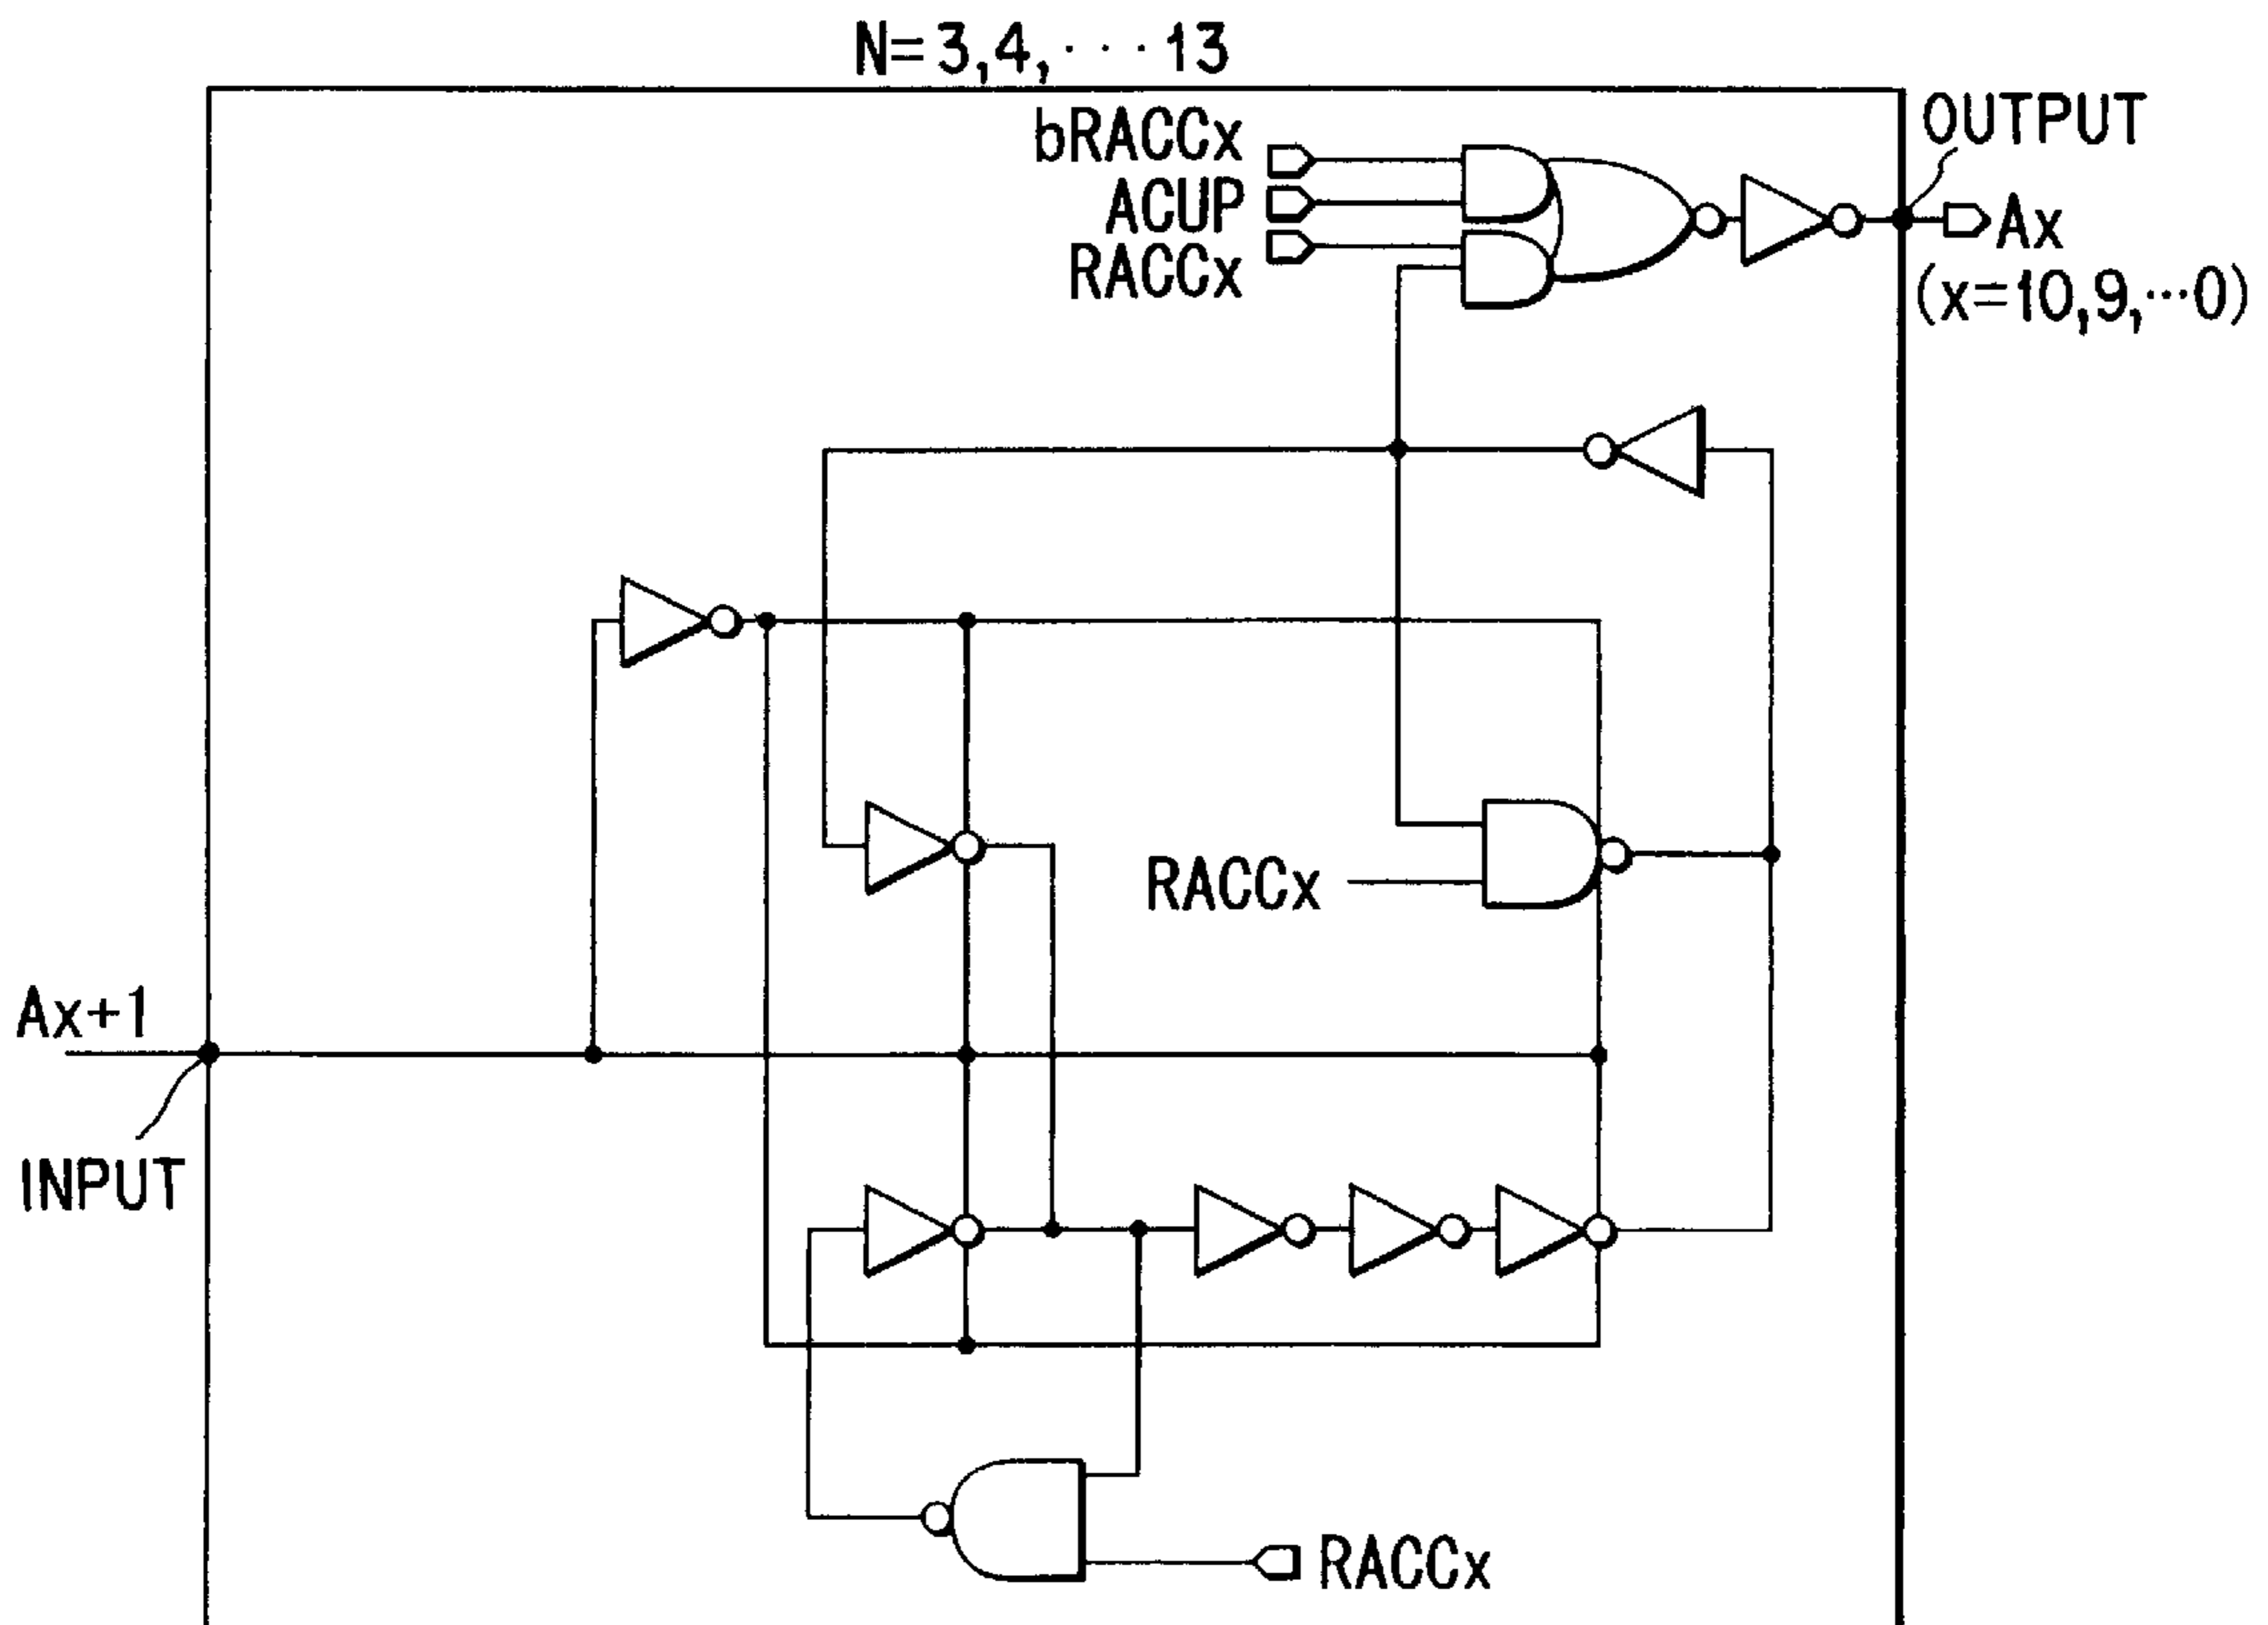 N=3,4,···13
bRACCx
OUTPUT
ACUP
Ax
RACCx
(x=10,9,···0)
RACCx
Ax+1
INPUT
RACCx